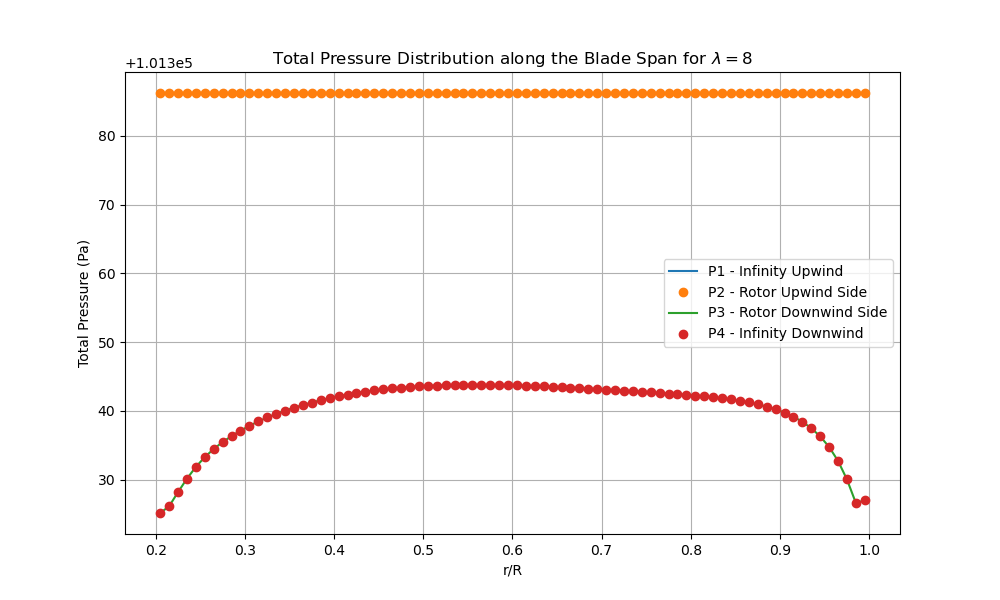 Total Pressure Distribution along the Blade Span for λ = 8
+1.013e5
Total Pressure (Pa)
80
70
60
50
40
30
P1 - Infinity Upwind
P2 - Rotor Upwind Side
P3 - Rotor Downwind Side
P4 - Infinity Downwind
0.2 0.3 0.4 0.5 0.6 0.7 0.8 0.9 1.0
r/R